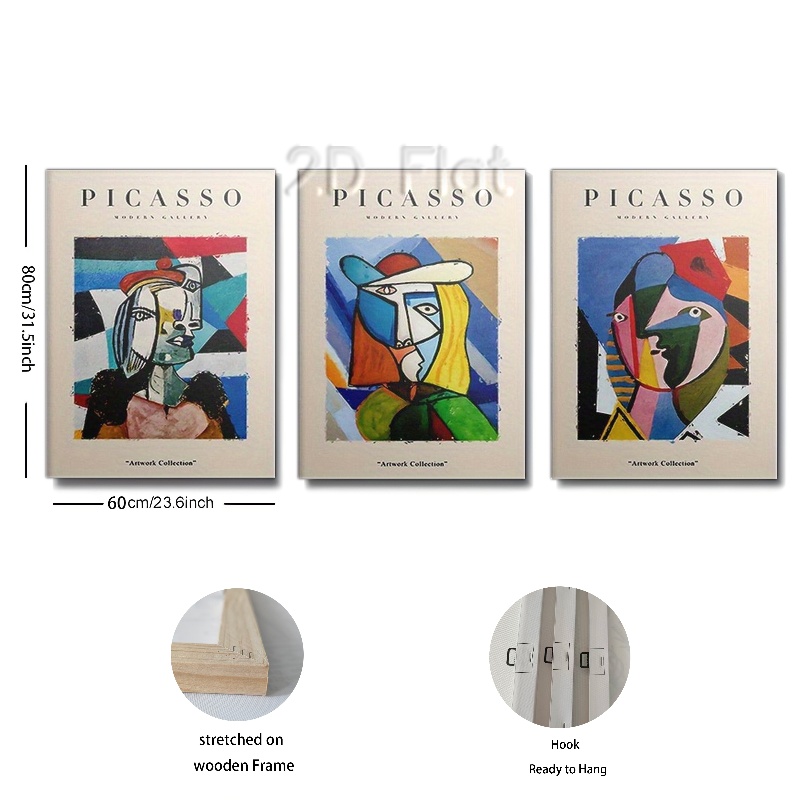 2D Flat
PICASSO
MODERN GALLERY
PICASSO
MODERN GALLERY
PICASSO
MODERN GALLERY
80cm/31.5inch
"Artwork Collection"
"Artwork Collection"
"Artwork Collection"
60cm/23.6inch
stretched on
wooden Frame
Hook
Ready to Hang